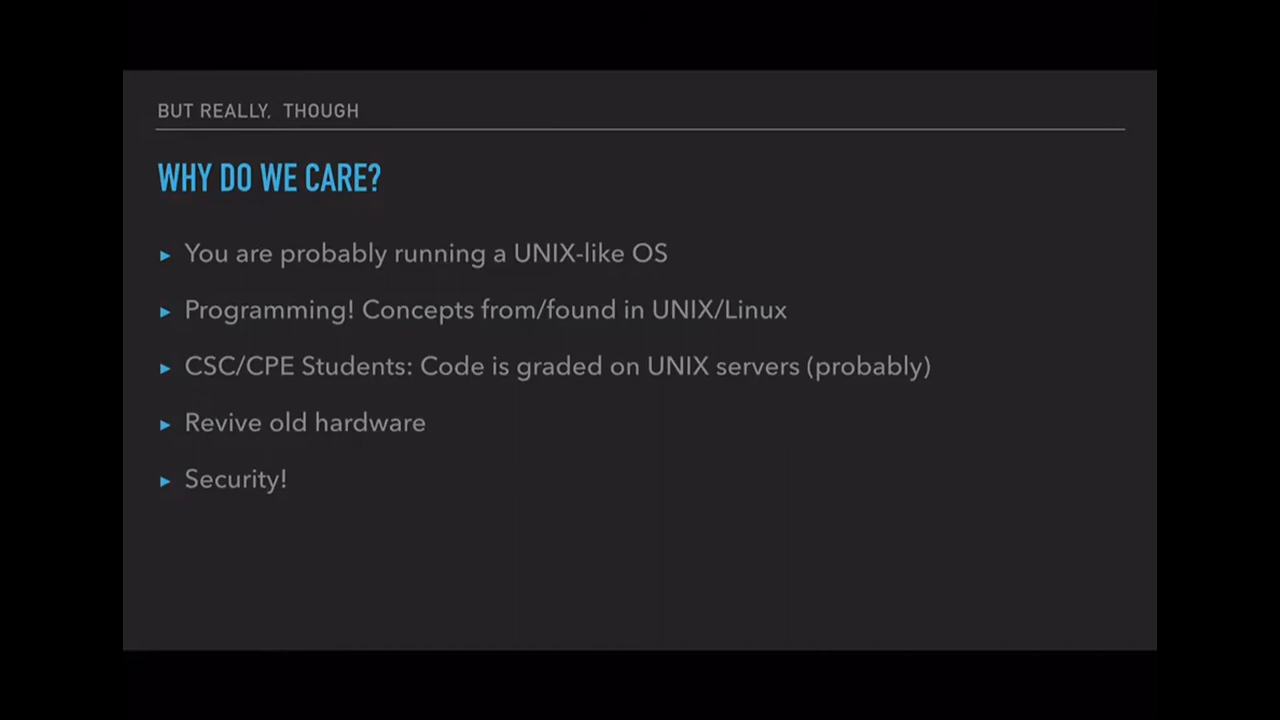 BUT REALLY, THOUGH
WHY DO WE CARE?
▸ You are probably running a UNIX-like OS
▸ Programming! Concepts from/found in UNIX/Linux
▸ CSC/CPE Students: Code is graded on UNIX servers (probably)
▸ Revive old hardware
▸ Security!